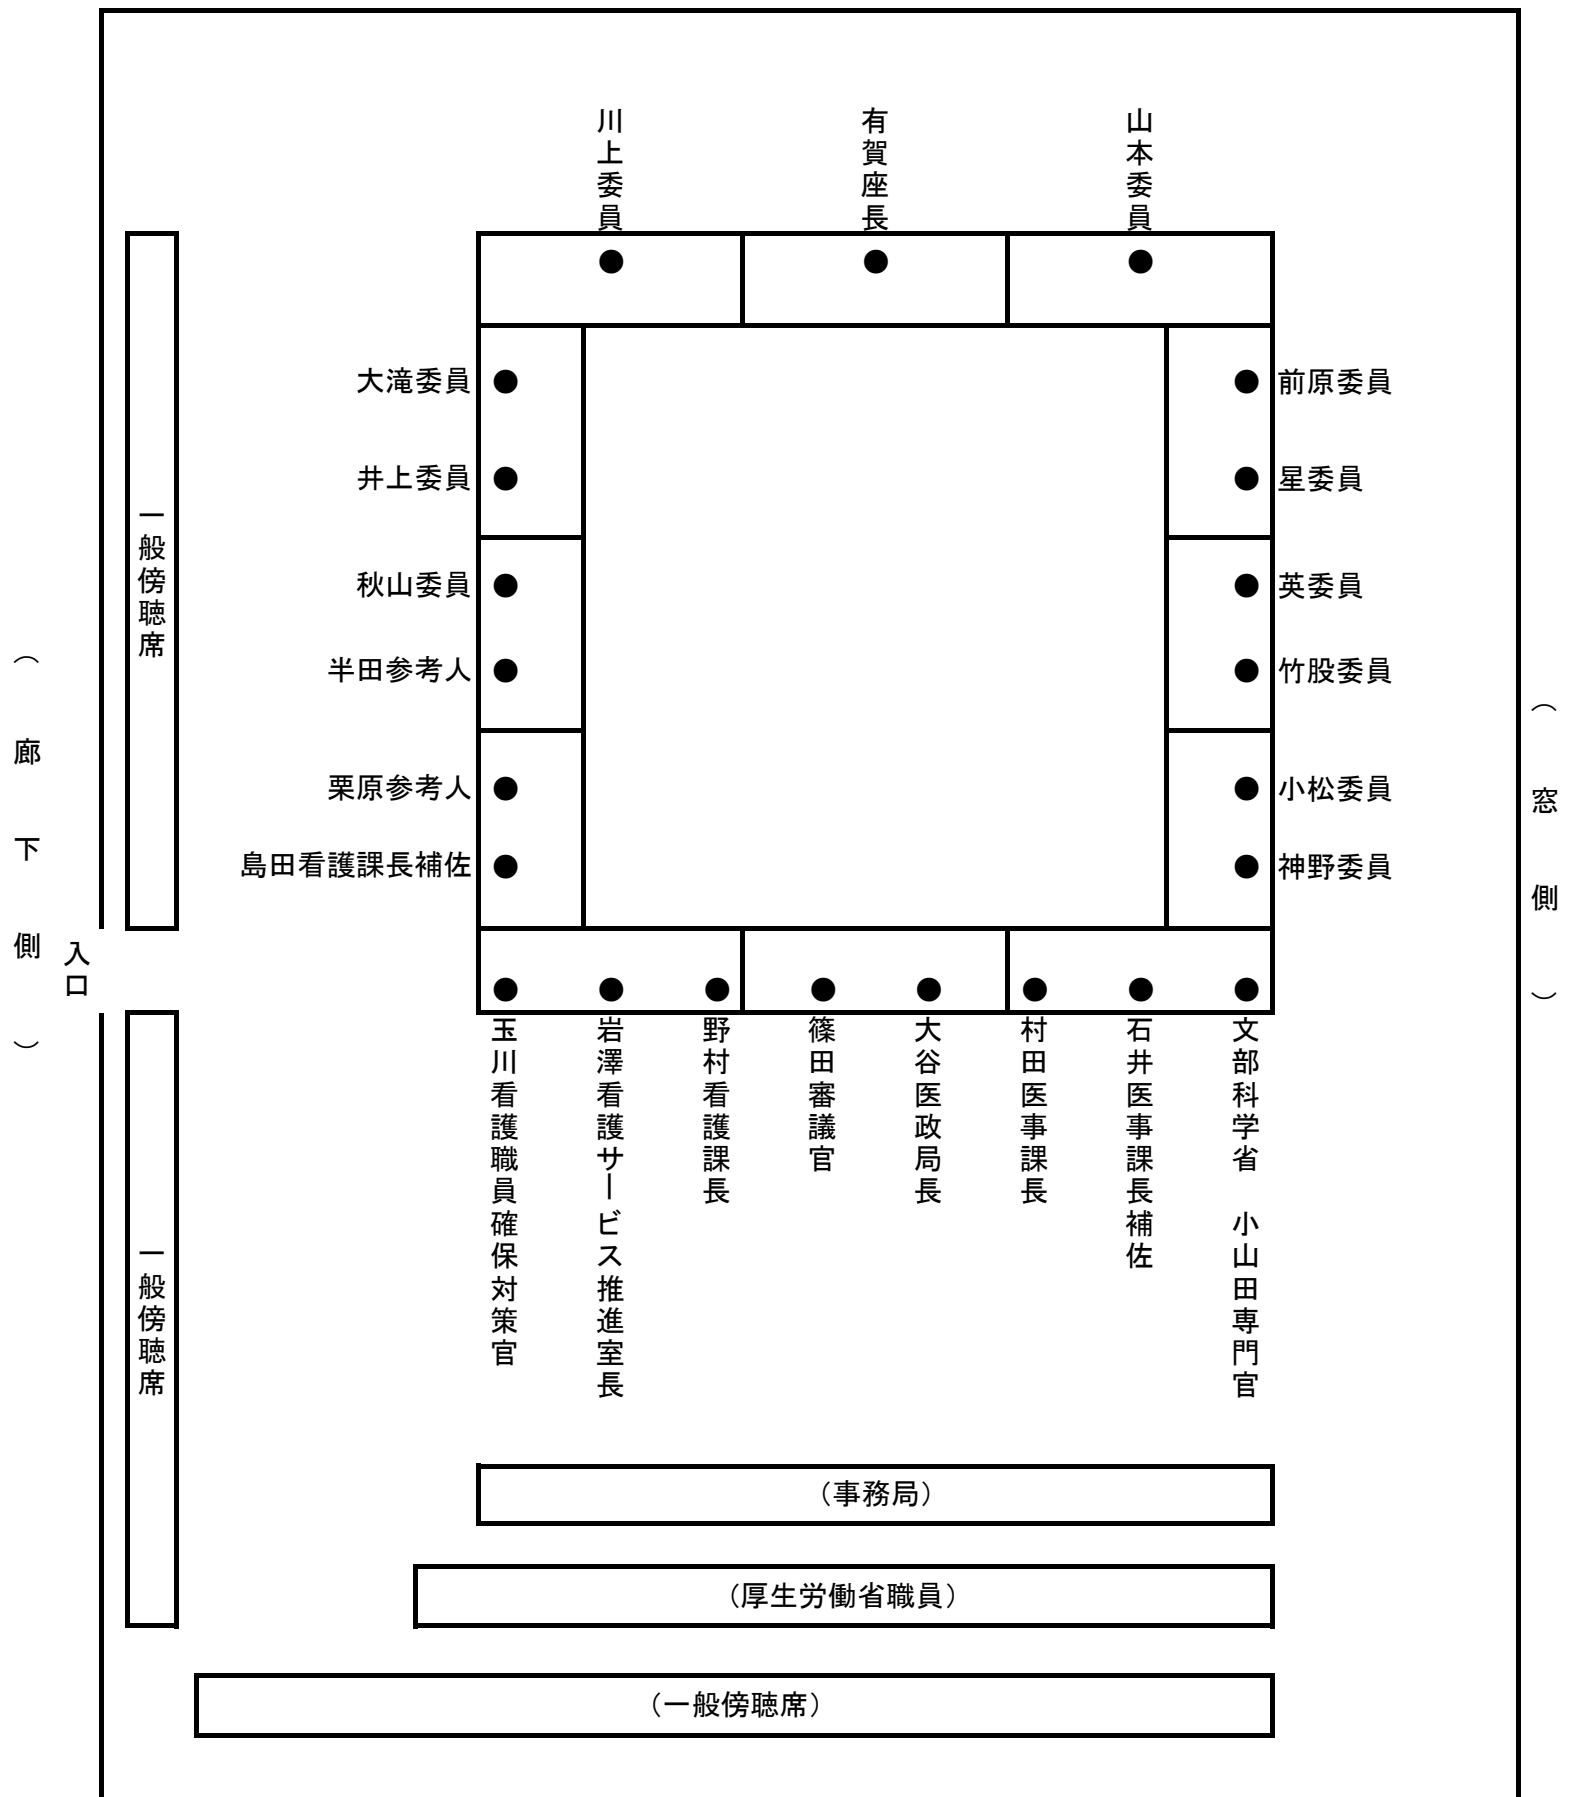 川上委員
有賀座長
山本委員
大滝委員
前原委員
井上委員
星委員
秋山委員
英委員
半田参考人
竹股委員
栗原参考人
小松委員
島田看護課長補佐
神野委員
一般傍聴席
（廊下側）
入口
（窓側）
玉川看護職員確保対策官
岩澤看護サービス推進室長
野村看護課長
篠田審議官
大谷医政局長
村田医事課長
石井医事課長補佐
文部科学省　小山田専門官
一般傍聴席
（事務局）
（厚生労働省職員）
（一般傍聴席）